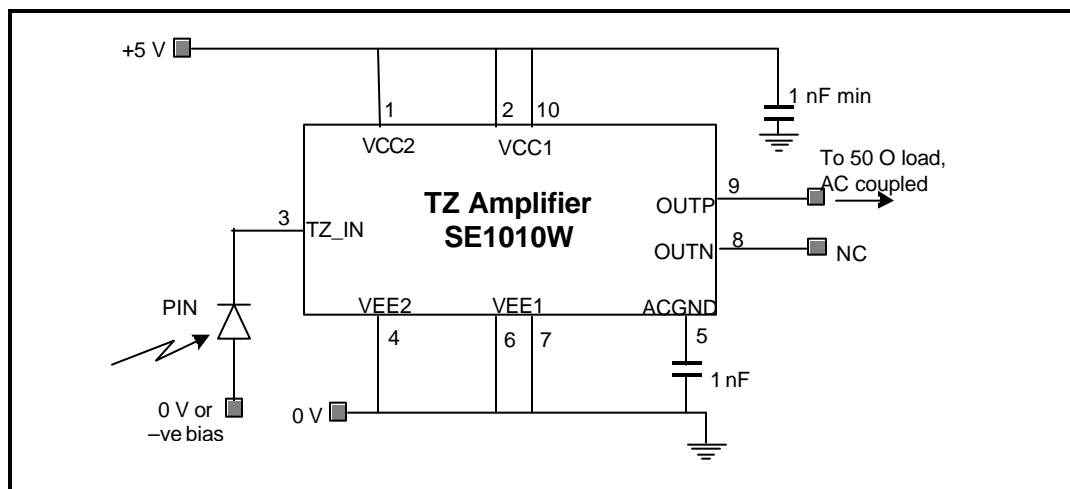 +5 V
1
2
10
1 nF min
VCC2
VCC1
To 50 O load,
AC coupled
TZ Amplifier
SE1010W
9
OUTP
3
TZ_IN
OUTN
8
NC
PIN
VEE2
VEE1
ACGND
4
6
7
5
1 nF
0 V or
–ve bias
0 V